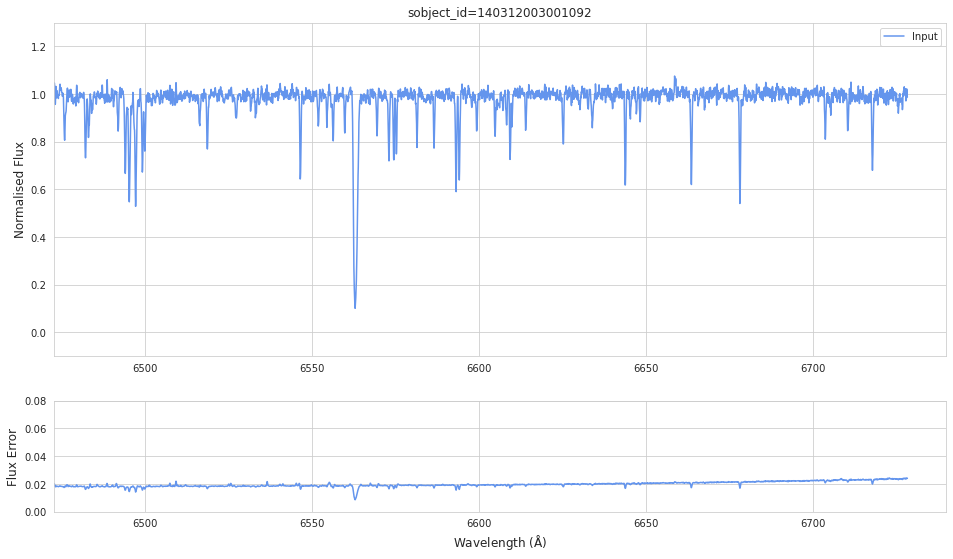 sobject_id=140312003001092
Input
Normalised Flux
1.2
1.0
0.8
0.6
0.4
0.2
0.0
6500 6550 6600 6650 6700
Flux Error
0.08
0.06
0.04
0.02
0.00
6500 6550 6600 6650 6700
Wavelength (Å)